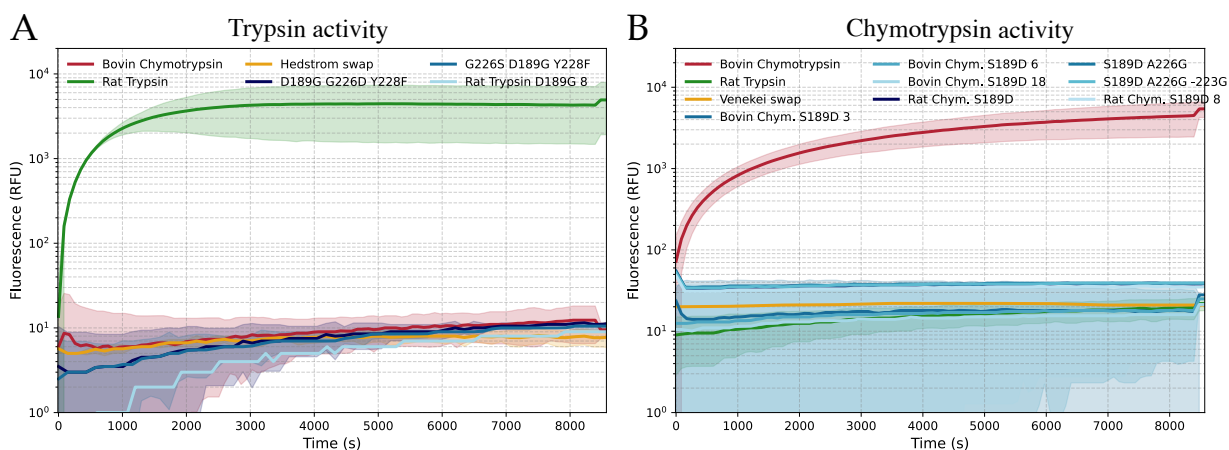 A
Trypsin activity
Bovin Chymotrypsin
Rat Trypsin
Hedstrom swap
D189G G226D Y228F
G226S D189G Y228F
Rat Trypsin D189G 8
Fluorescence (RFU)
10⁴
10³
10²
10¹
10⁰
0 1000 2000 3000 4000 5000 6000 7000 8000
Time (s)
B
Chymotrypsin activity
Bovin Chymotrypsin
Rat Trypsin
Venekei swap
Bovin Chym. S189D 3
Bovin Chym. S189D 6
Bovin Chym. S189D 18
Rat Chym. S189D
S189D A226G
S189D A226G -223G
Rat Chym. S189D 8
Fluorescence (RFU)
10⁴
10³
10²
10¹
10⁰
0 1000 2000 3000 4000 5000 6000 7000 8000
Time (s)